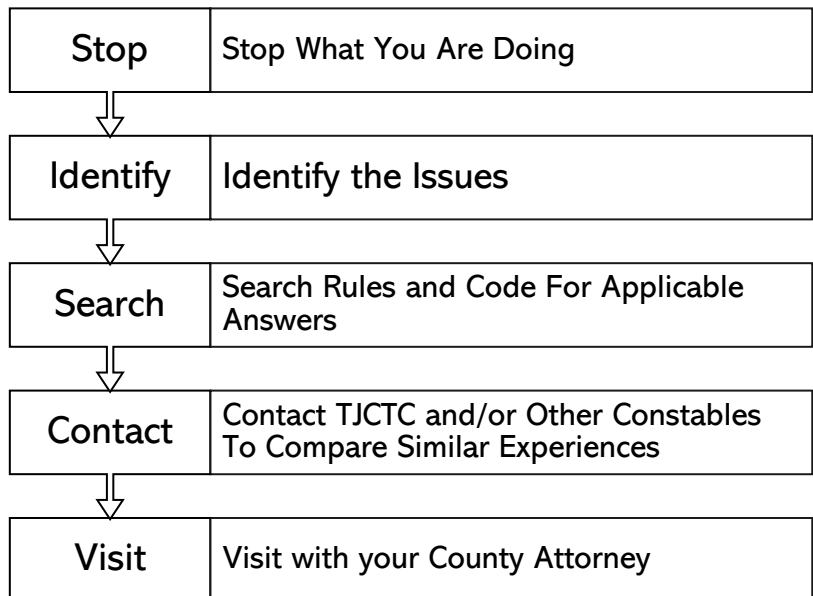 Stop
Stop What You Are Doing
Identify
Identify the Issues
Search
Search Rules and Code For Applicable
Answers
Contact
Contact TJCTC and/or Other Constables
To Compare Similar Experiences
Visit
Visit with your County Attorney